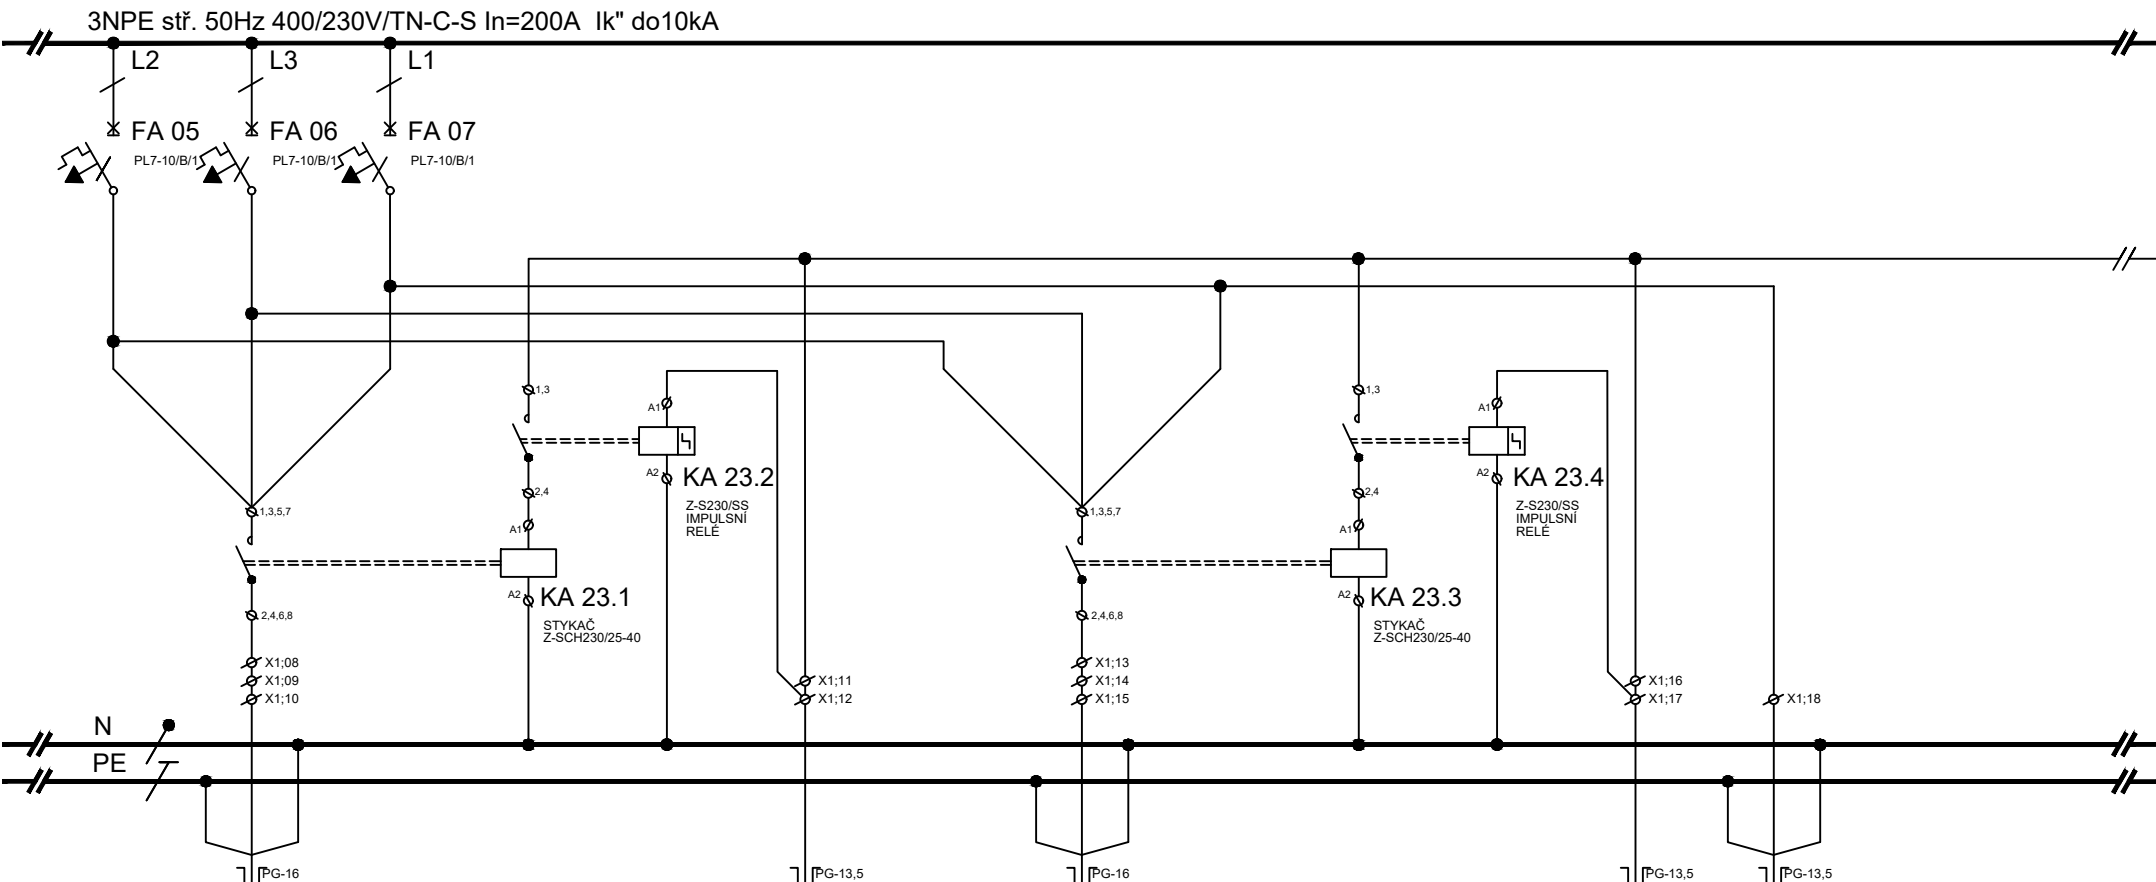 3NPE stř. 50Hz 400/230V/TN-C-S In=200A Ik" do10kA
L2 L3 L1
FA 05 FA 06 FA 07
PL7-10/B/1 PL7-10/B/1 PL7-10/B/1
1,3 1,3
A1 A1
A2 KA 23.2 A2 KA 23.4
2,4 2,4
Z-S230/SS Z-S230/SS
1,3,5,7 IMPULSNÍ 1,3,5,7 IMPULSNÍ
A1 RELÉ A1 RELÉ
A2 KA 23.1 A2 KA 23.3
2,4,6,8 2,4,6,8
STYKAČ STYKAČ
Z-SCH230/25-40 Z-SCH230/25-40
X1;08 X1;13
X1;09 X1;11 X1;14 X1;16
X1;10 X1;12 X1;15 X1;17 X1;18
N
PE
PG-16 PG-13,5 PG-16 PG-13,5 PG-13,5